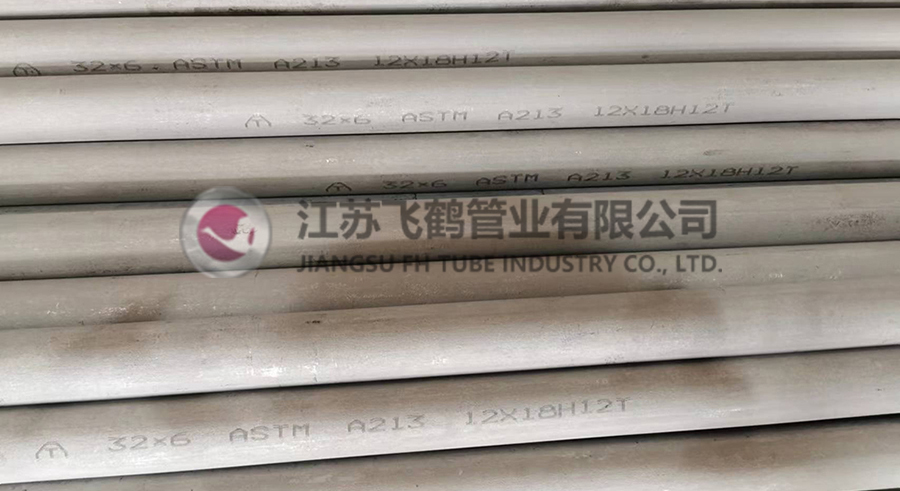 32×6 ASTM A213 12X18H12T
32×6 ASTM A213 12X18H12T
32×6 ASTM A213 12X18H12T
江苏飞鹤管业有限公司
JIANGSU FH TUBE INDUSTRY CO., LTD.
32×6 ASTM A213 12X18H12T